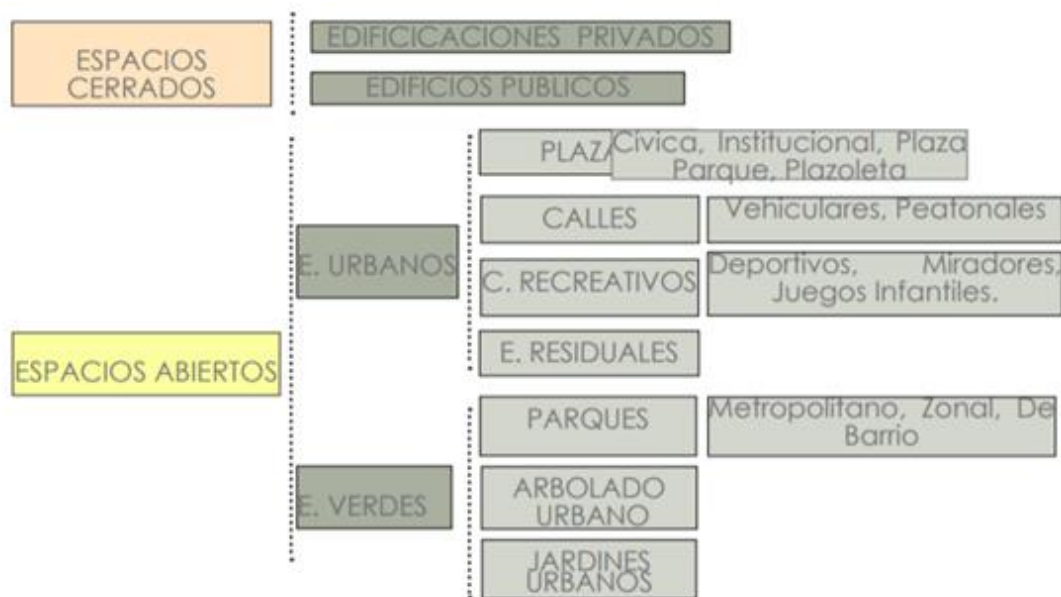 ESPACIOS
CERRADOS
EDIFICICACIONES PRIVADOS
EDIFICIOS PUBLICOS
ESPACIOS ABIERTOS
E. URBANOS
PLAZA
Cívica, Institucional, Plaza
Parque, Plazoleta
CALLES
Vehiculares, Peatonales
C. RECREATIVOS
Deportivos, Miradores,
Juegos Infantiles.
E. RESIDUALES
E. VERDES
PARQUES
Metropolitano, Zonal, De
Barrio
ARBOLADO
URBANO
JARDINES
URBANOS